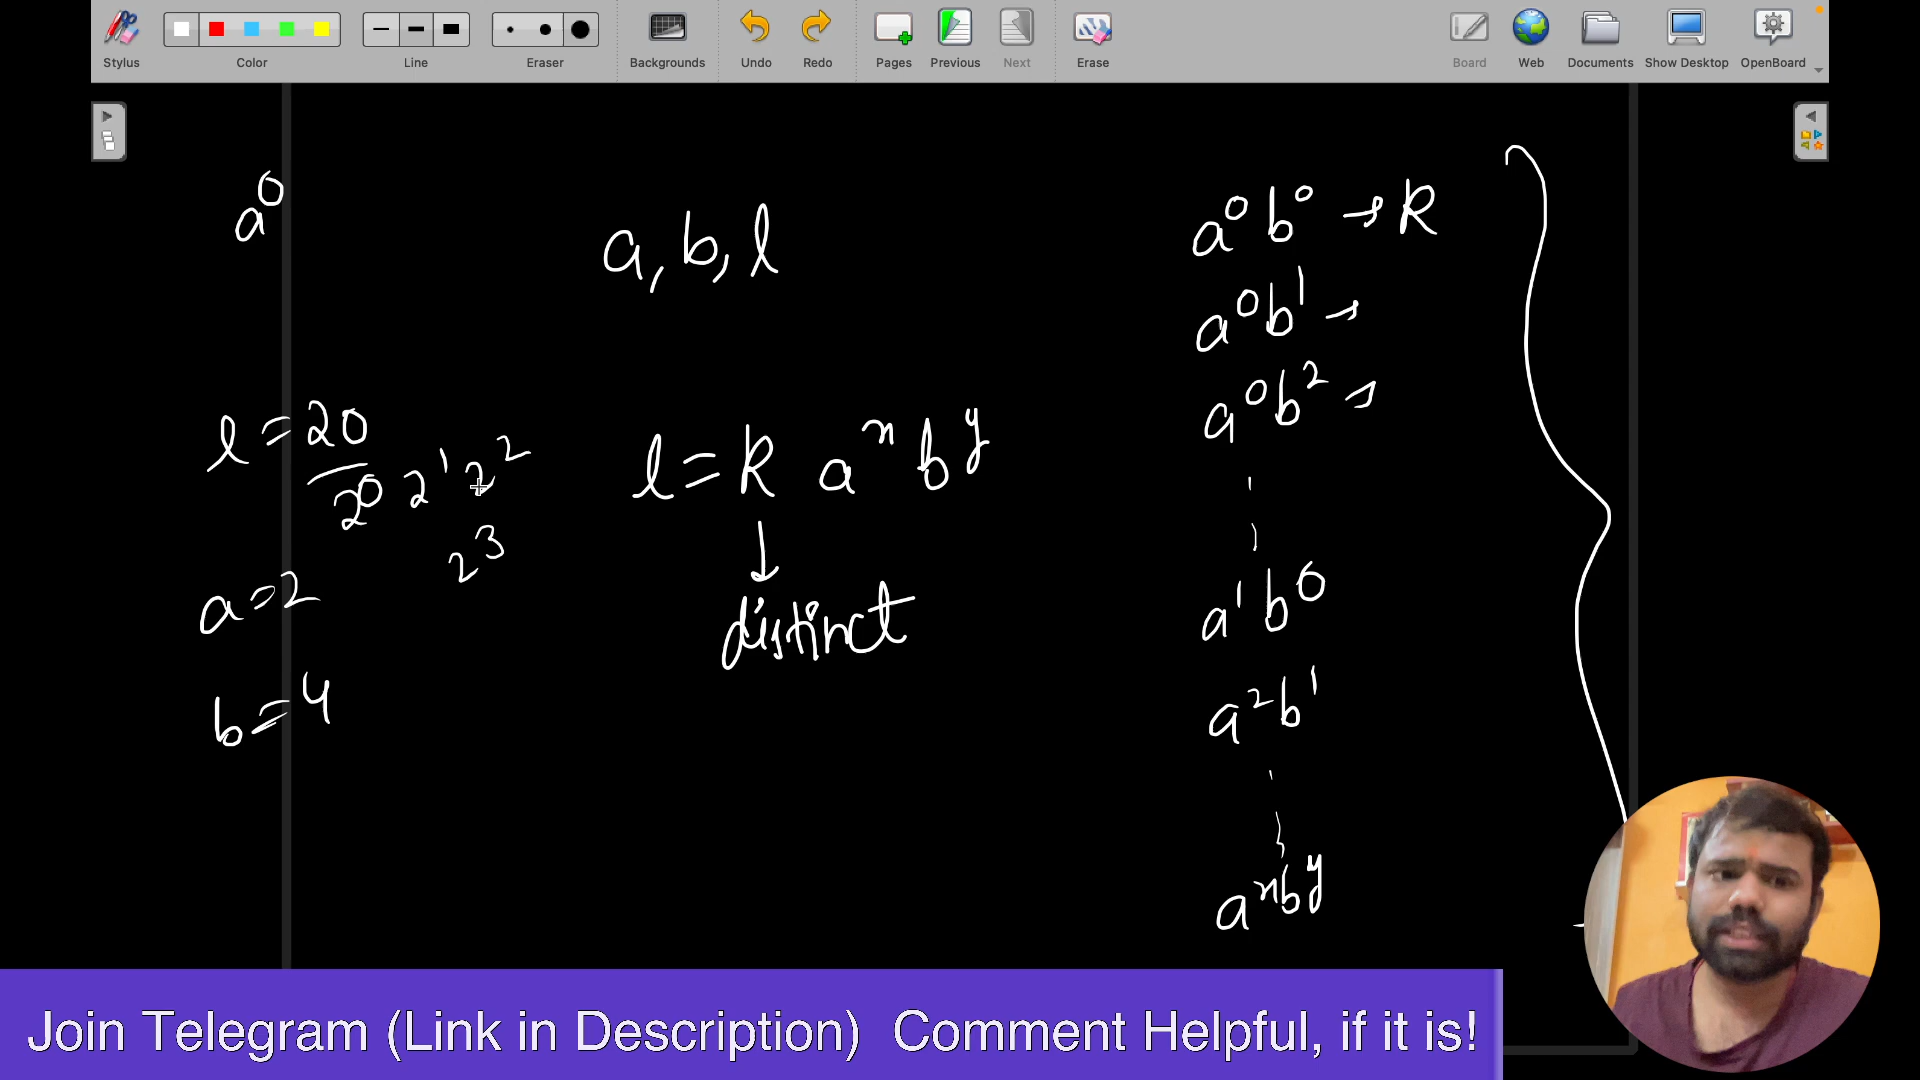 Stylus Color Line Eraser Backgrounds Undo Redo Pages Previous Next Erase Board Web Documents Show Desktop OpenBoard
a⁰
a, b, l
l = 20
2⁰ 2¹ 2²
2³
a = 2
b = 4
l = k aˣ bʸ
distinct
a⁰ b⁰ → k
a⁰ b¹ →
a⁰ b² →
a¹ b⁰
a² b¹
aˣ bʸ
Join Telegram (Link in Description) Comment Helpful, if it is!